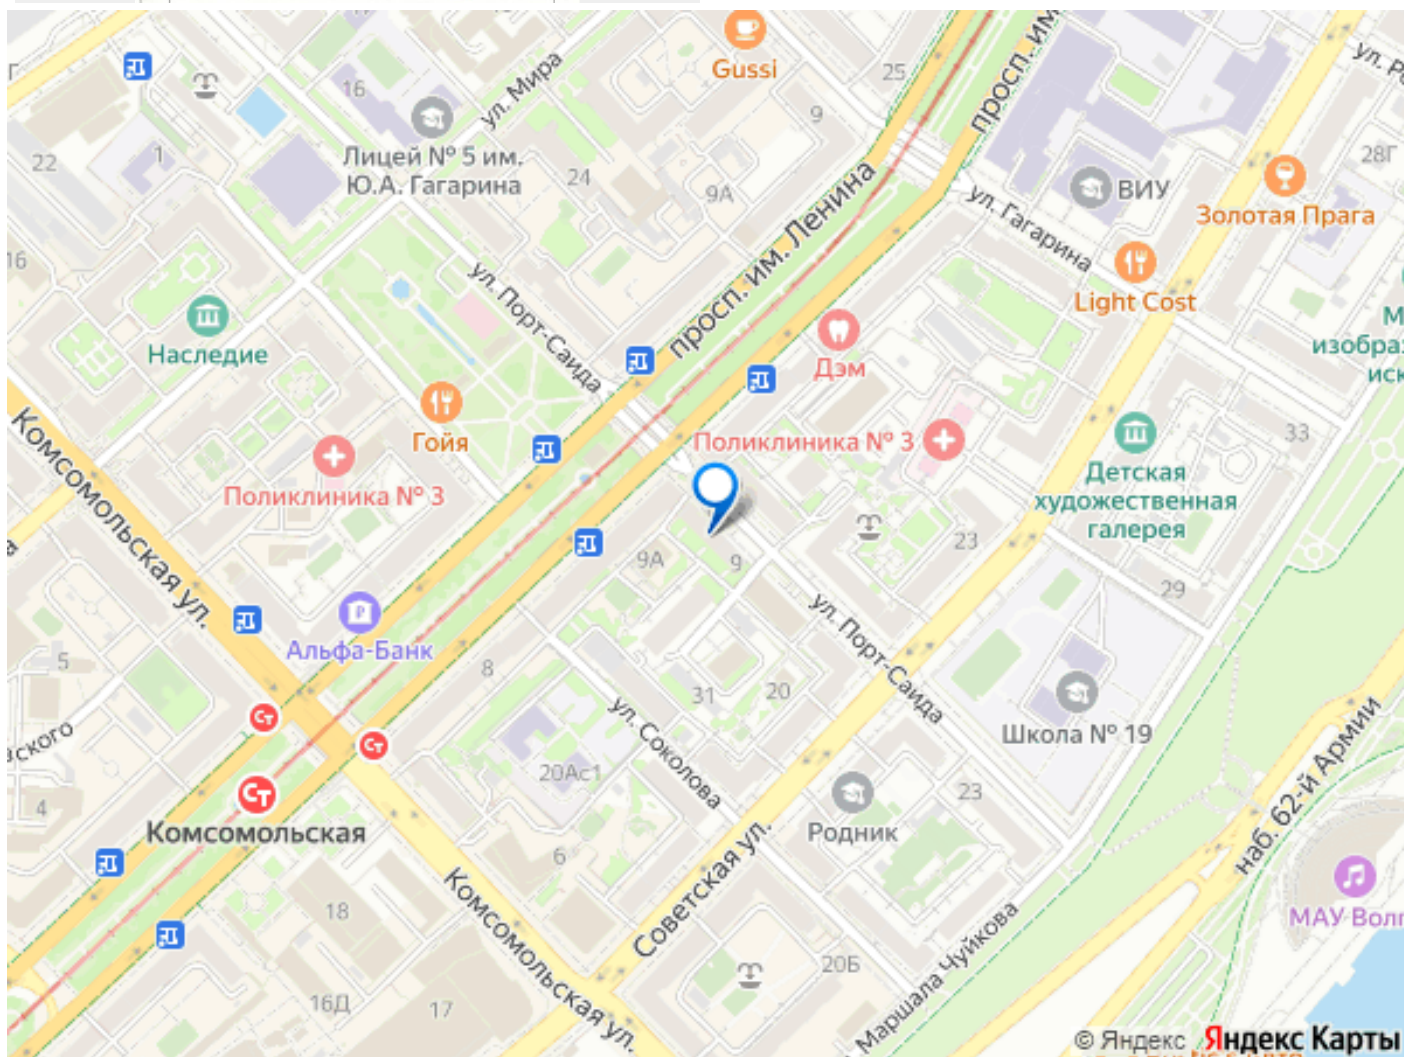 Gussi
25
9
ул. Мира
16
просп. им.
Лицей № 5 им.
Ю.А. Гагарина
22
1
24
9А
28Г
ВИУ
Золотая Прага
ул. Гагарина
просп. им. Ленина
Light Cost
16
ул. Порт-Саида
Наследие
Дэм
Гойя
Поликлиника № 3
33
Детская
художественная
галерея
Поликлиника № 3
Комсомольская ул.
23
9А
9
29
ул. Порт-Саида
Альфа-Банк
5
8
31
20
ул. Соколова
Школа № 19
20Ас1
23
4
Комсомольская
Родник
наб. 62-й Армии
6
Советская ул.
Комсомольская ул.
18
МАУ Волг
20Б
Маршала Чуйкова
16Д
17
© Яндекс Яндекс Карты